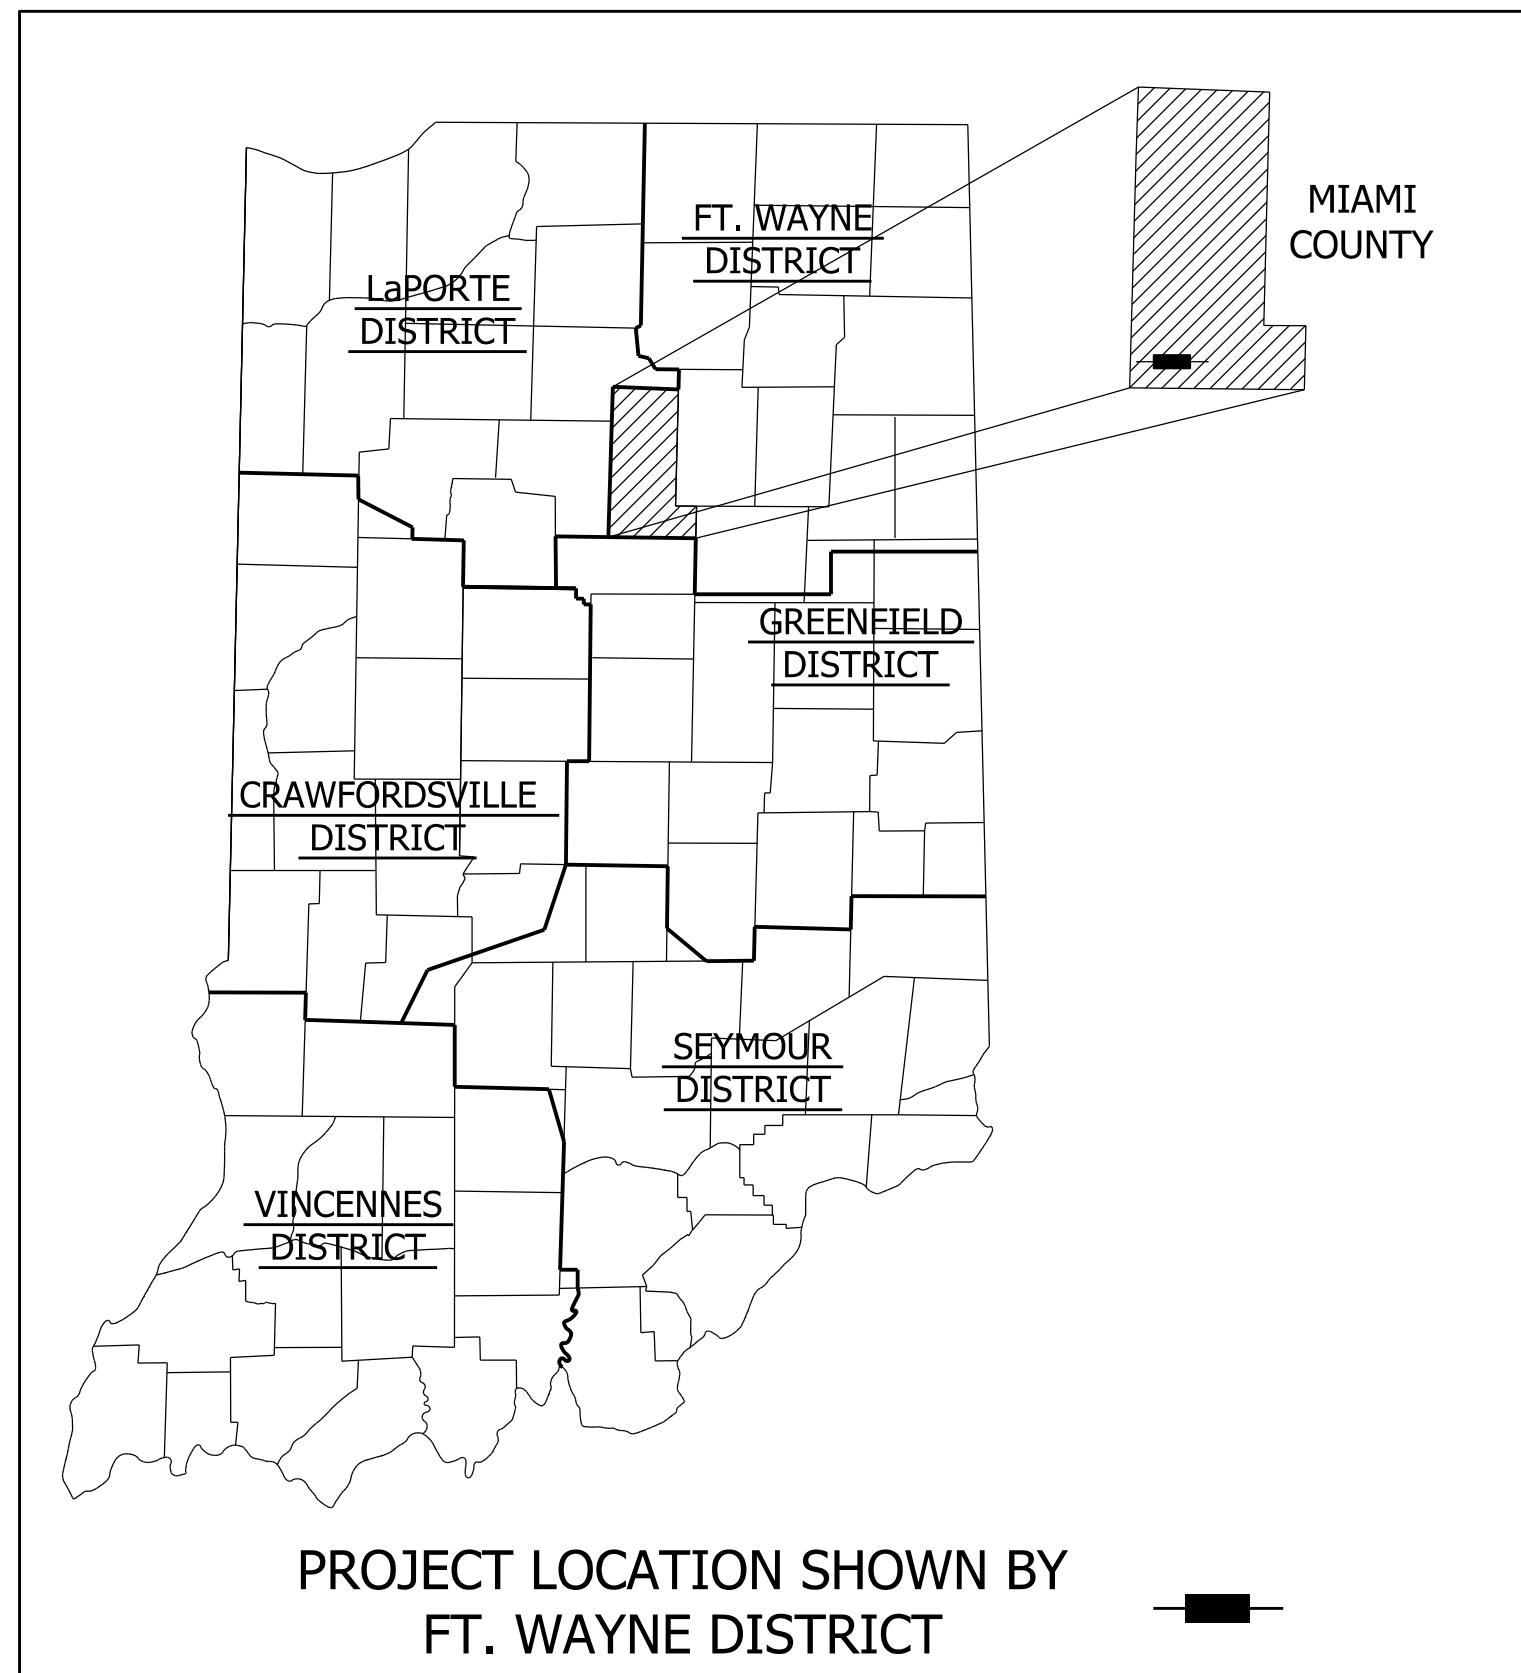 MIAMI
COUNTY
FT. WAYNE
DISTRICT
LaPORTE
DISTRICT
GREENFIELD
DISTRICT
CRAWFORDSVILLE
DISTRICT
SEYMOUR
DISTRICT
VINCENNES
DISTRICT
PROJECT LOCATION SHOWN BY
FT. WAYNE DISTRICT